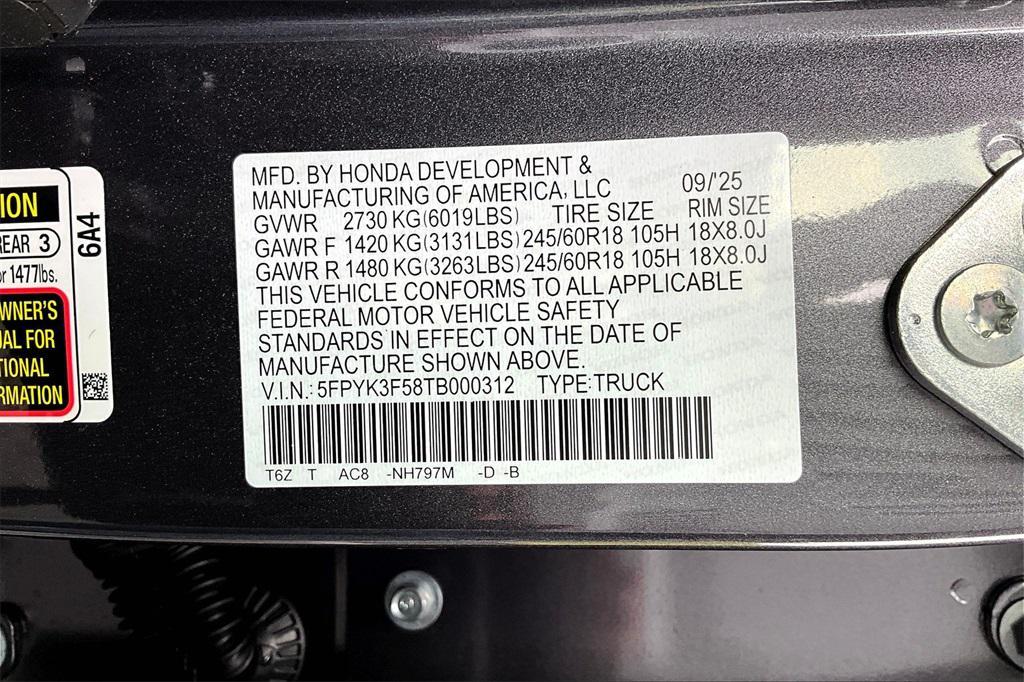 ION
REAR 3
or 1477lbs.
WNER'S
UAL FOR
TIONAL
RMATION
6A4
MFD. BY HONDA DEVELOPMENT &
MANUFACTURING OF AMERICA, LLC 09/'25
GVWR 2730 KG(6019LBS) TIRE SIZE RIM SIZE
GAWR F 1420 KG(3131LBS) 245/60R18 105H 18X8.0J
GAWR R 1480 KG(3263LBS) 245/60R18 105H 18X8.0J
THIS VEHICLE CONFORMS TO ALL APPLICABLE
FEDERAL MOTOR VEHICLE SAFETY
STANDARDS IN EFFECT ON THE DATE OF
MANUFACTURE SHOWN ABOVE.
V.I.N.: 5FPYK3F58TB000312 TYPE: TRUCK
T6Z T AC8 -NH797M -D -B